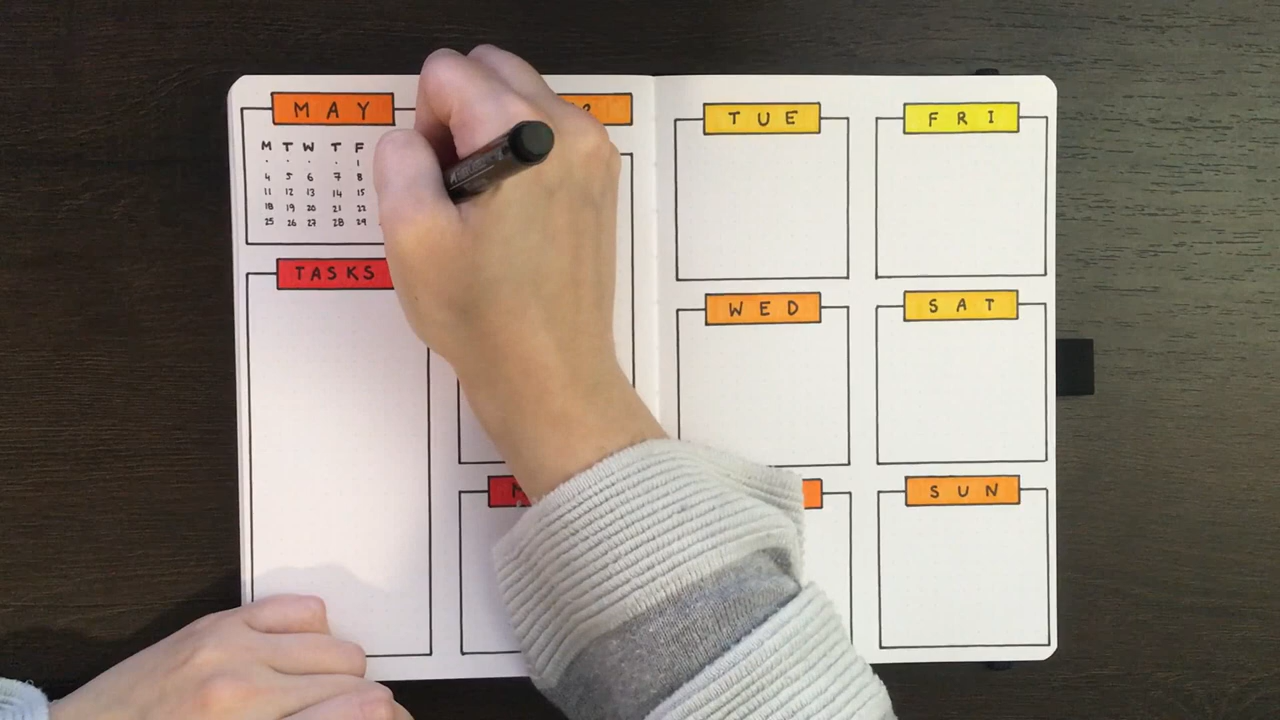 MAY
M T W T F
. . . . 1
4 5 6 7 8
11 12 13 14 15
18 19 20 21 22
25 26 27 28 29
TASKS
TUE
WED
FRI
SAT
SUN